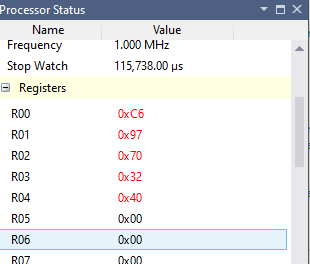 Processor Status
Name Value
Frequency 1.000 MHz
Stop Watch 115,738.00 µs
Registers
R00 0xC6
R01 0x97
R02 0x70
R03 0x32
R04 0x40
R05 0x00
R06 0x00
R07 0x00